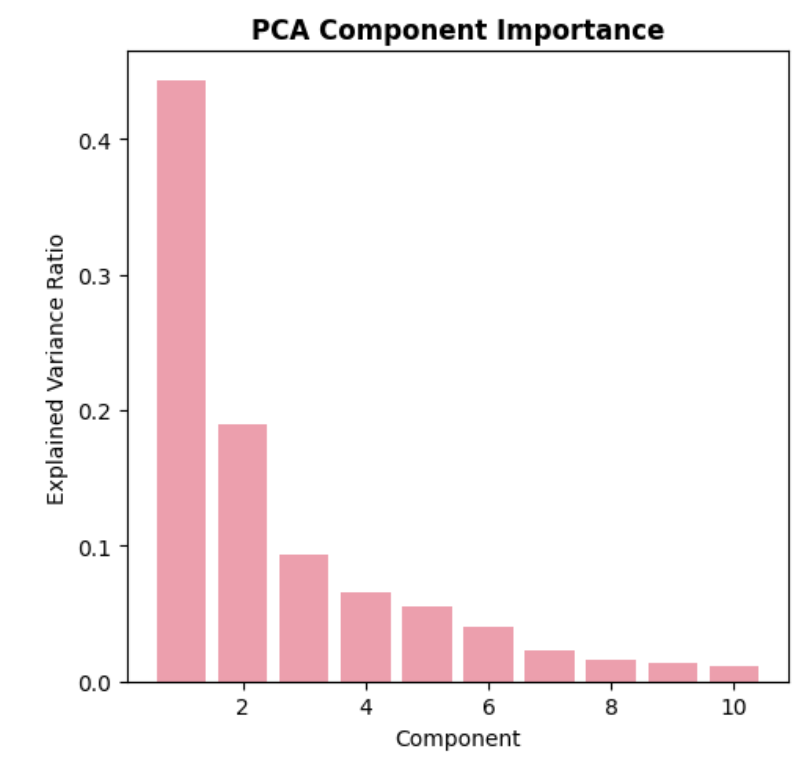 PCA Component Importance
Explained Variance Ratio
0.4
0.3
0.2
0.1
0.0
2 4 6 8 10
Component